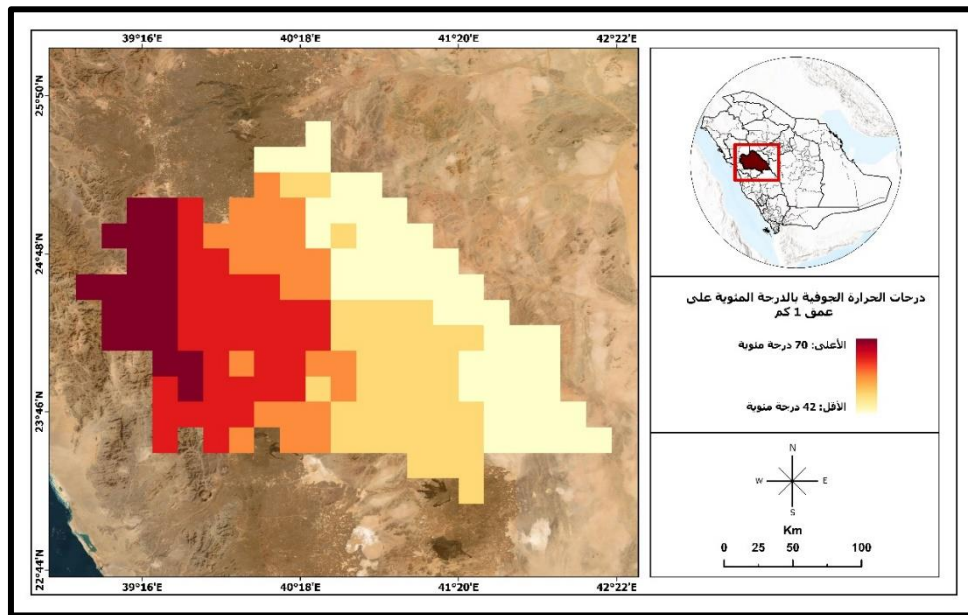 39°16'E
40°18'E
41°20'E
42°22'E
25°50'N
24°48'N
23°46'N
22°44'N
39°16'E
40°18'E
41°20'E
42°22'E
درجات الحرارة الجوفية بالدرجة المئوية على
عمق 1 كم
الأعلى: 70 درجة مئوية
الأقل: 42 درجة مئوية
N
W
E
S
Km
0 25 50 100